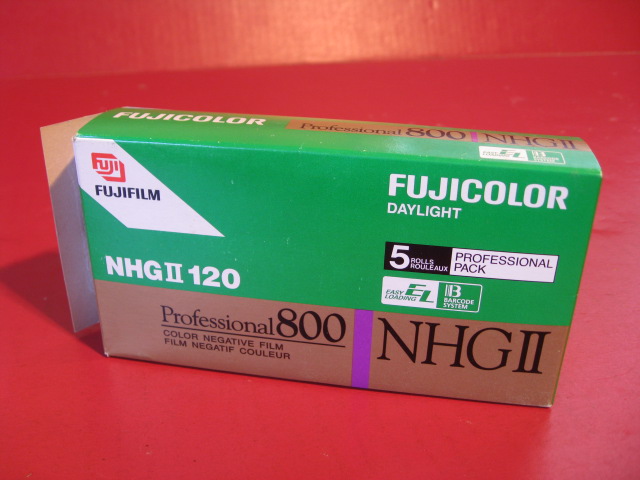 FUJICOLOR Professional 800 NHGII
EL B
FUJI
FUJIFILM
FUJICOLOR
DAYLIGHT
5 ROLLS ROULEAUX PROFESSIONAL PACK
NHGII 120
EASY LOADING EL B BARCODE SYSTEM
Professional 800 NHGII
COLOR NEGATIVE FILM
FILM NEGATIF COULEUR